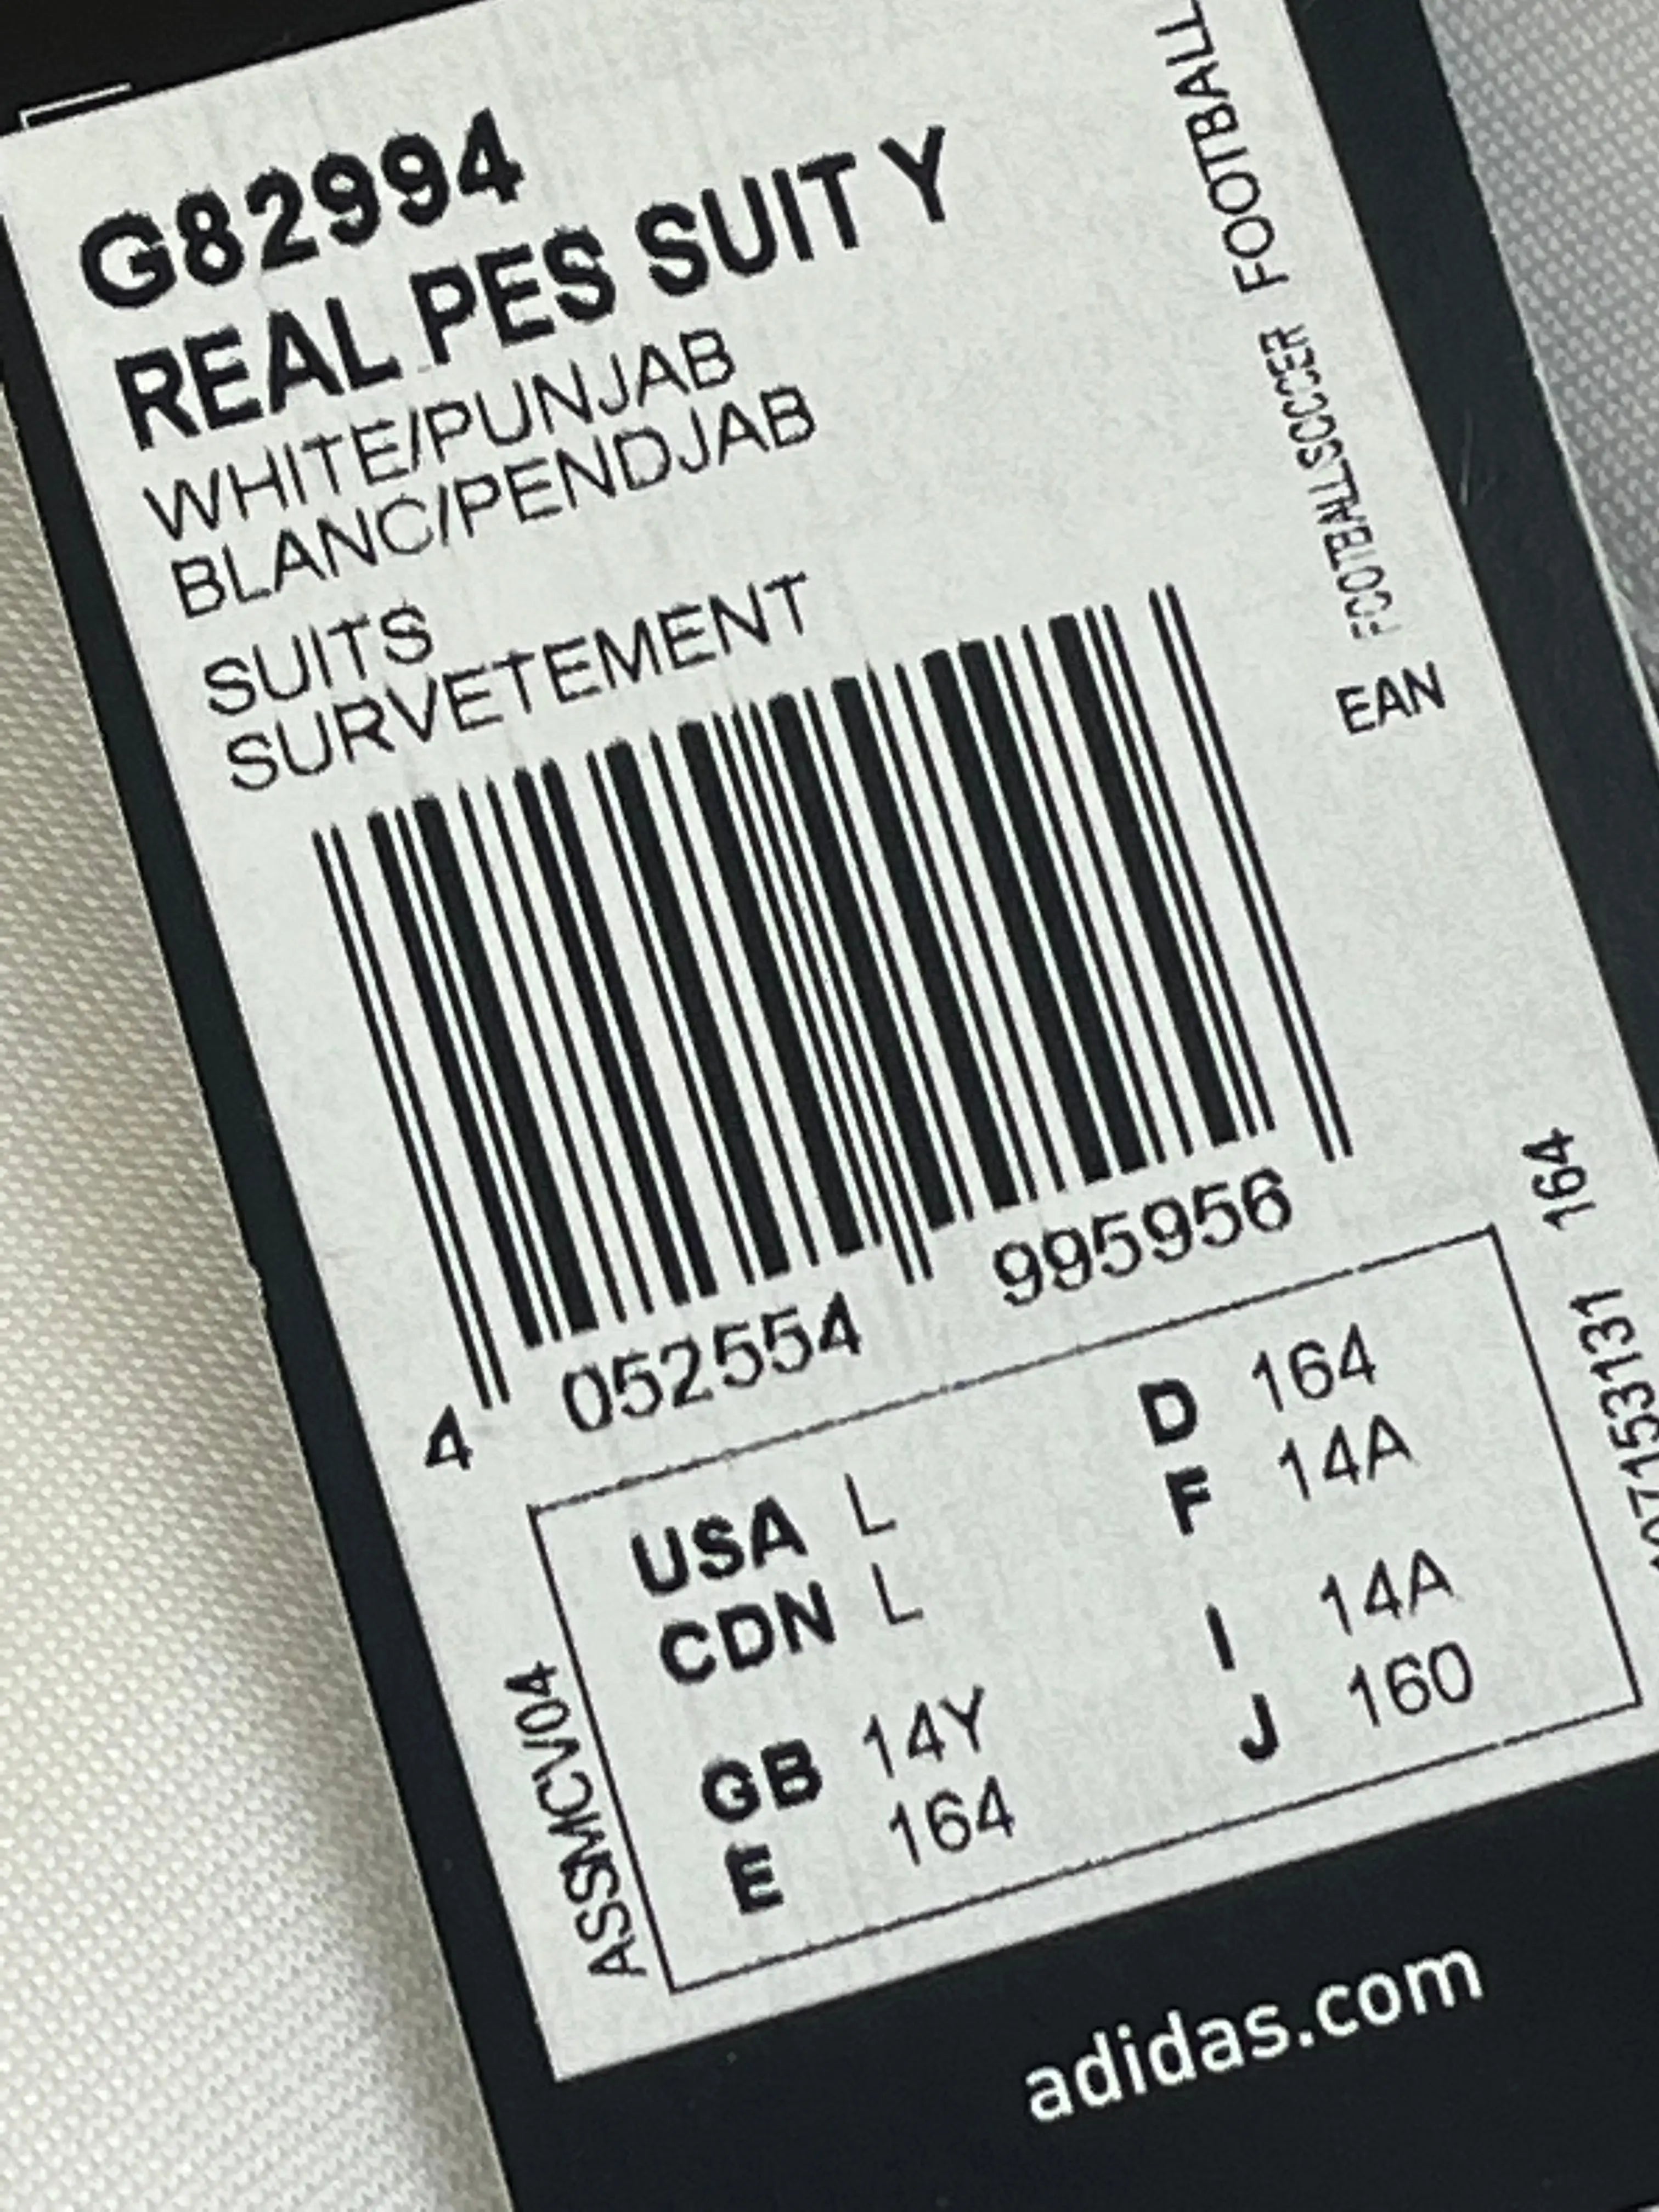 G82994
REAL PES SUIT Y
WHITE/PUNJAB
BLANC/PENDJAB
SUITS
SURVETEMENT
FOOTBALL
FOOTBALL/SOCCER
EAN
4 052554 995956
164
USA L
CDN L
GB 14Y
E 164
D 164
F 14A
I 14A
J 160
ASSMCV04
adidas.com